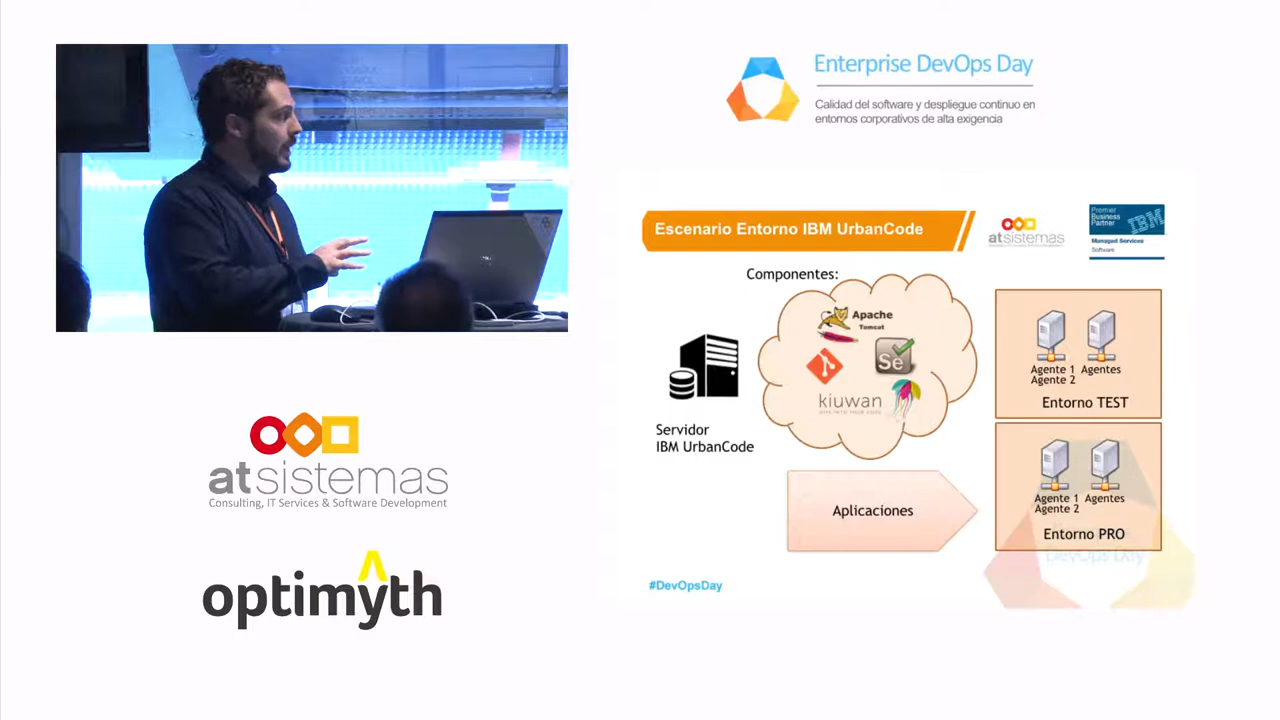 Enterprise DevOps Day
Calidad del software y despliegue continuo en
entornos corporativos de alta exigencia
Escenario Entorno IBM UrbanCode
atsistemas
Premier
Business
Partner
IBM
Managed Services
Software
Componentes:
Apache
Tomcat
Se
kiuwan
Servidor
IBM UrbanCode
Agente 1 Agentes
Agente 2
Entorno TEST
Aplicaciones
Agente 1 Agentes
Agente 2
Entorno PRO
DevOps Day
#DevOpsDay
atsistemas
Consulting, IT Services & Software Development
optimyth